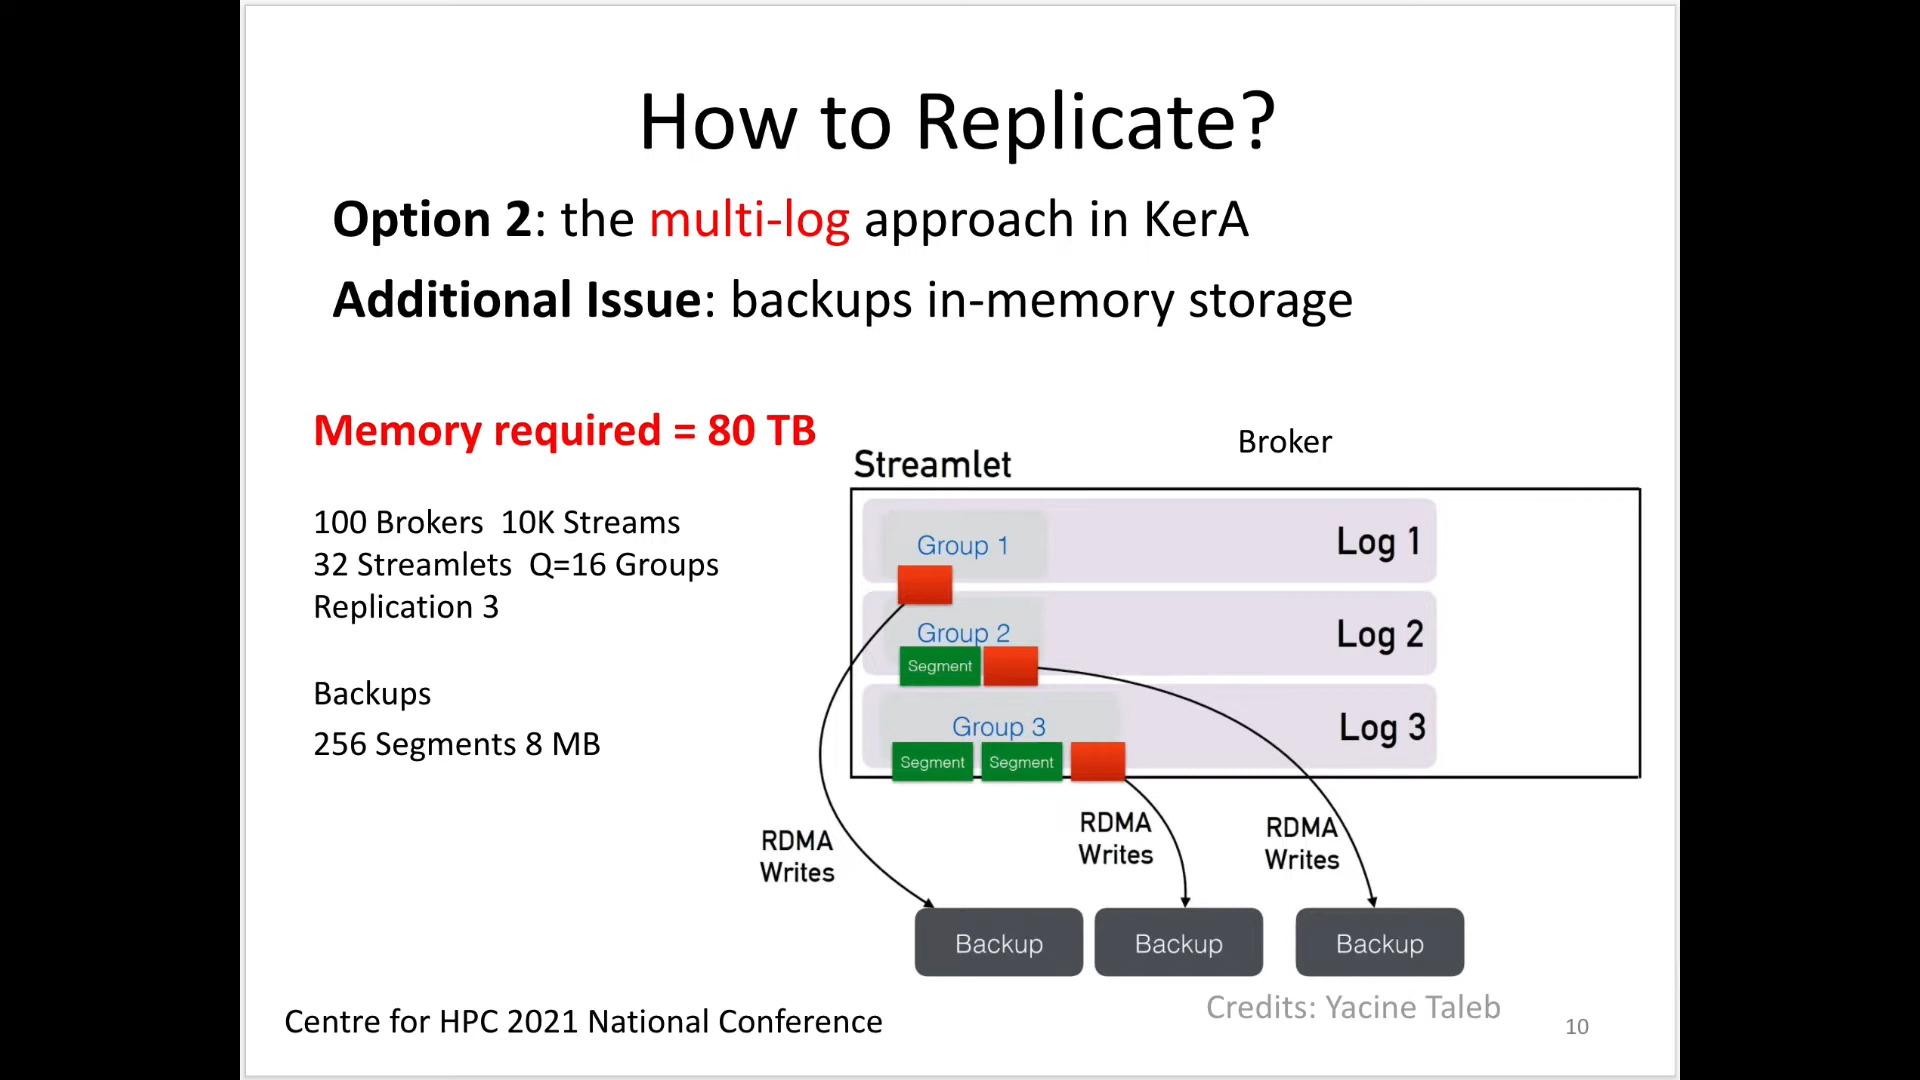 How to Replicate?
Option 2: the multi-log approach in KerA
Additional Issue: backups in-memory storage
Memory required = 80 TB
100 Brokers  10K Streams
32 Streamlets  Q=16 Groups
Replication 3
Backups
256 Segments 8 MB
Broker
Streamlet
Group 1
Log 1
Group 2
Log 2
Segment
Group 3
Log 3
Segment
Segment
RDMA
Writes
RDMA
Writes
RDMA
Writes
Backup
Backup
Backup
Credits: Yacine Taleb
Centre for HPC 2021 National Conference
10